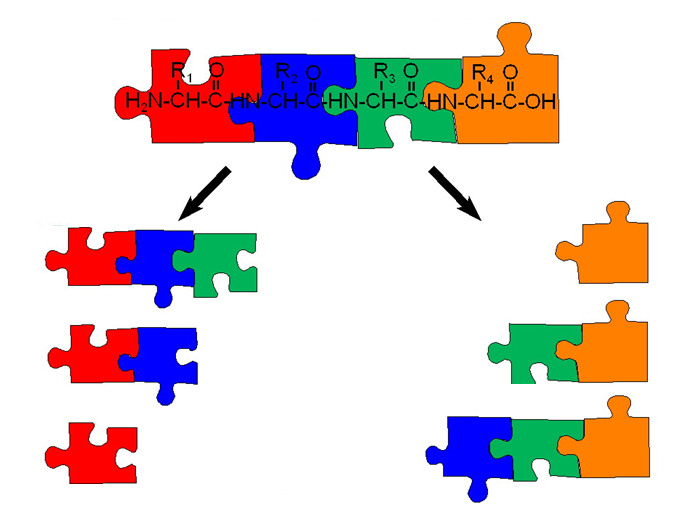 R1 O R2 O R3 O R4 O
H2N-CH-C-HN-CH-C-HN-CH-C-HN-CH-C-OH